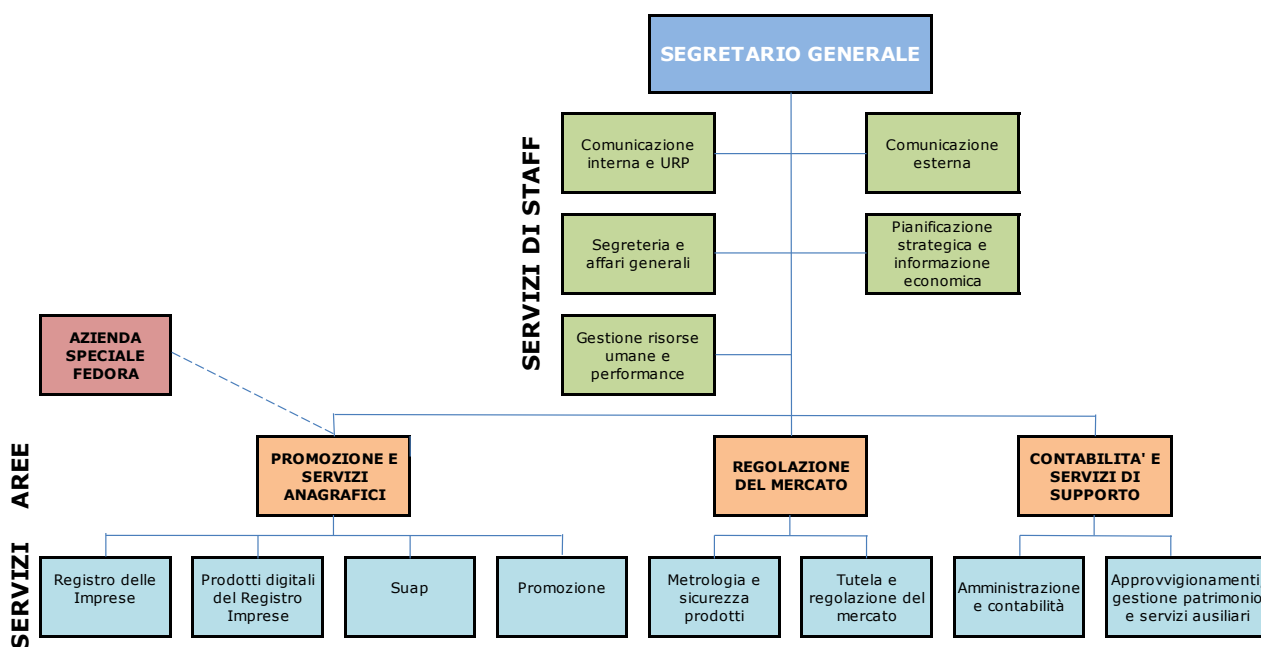 SEGRETARIO GENERALE
SERVIZI DI STAFF
Comunicazione
interna e URP
Comunicazione
esterna
Segreteria e
affari generali
Pianificazione
strategica e
informazione
economica
Gestione risorse
umane e
performance
AZIENDA
SPECIALE
FEDORA
AREE
PROMOZIONE E
SERVIZI
ANAGRAFICI
REGOLAZIONE
DEL MERCATO
CONTABILITA' E
SERVIZI DI
SUPPORTO
SERVIZI
Registro delle
Imprese
Prodotti digitali
del Registro
Imprese
Suap
Promozione
Metrologia e
sicurezza
prodotti
Tutela e
regolazione del
mercato
Amministrazione
e contabilità
Approvvigionamenti,
gestione patrimonio
e servizi ausiliari